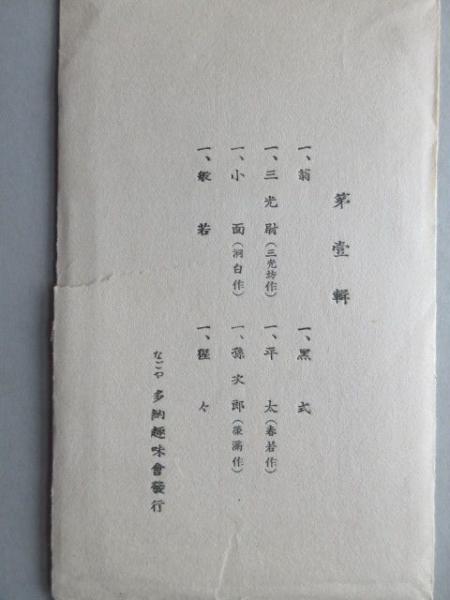 第壹輯
一、翁 一、黒式
一、三光尉(三光坊作) 一、平太(春若作)
一、小面(洞白作) 一、孫次郎(作)
一、般若 一、猩々
なごや 多納趣味會發行